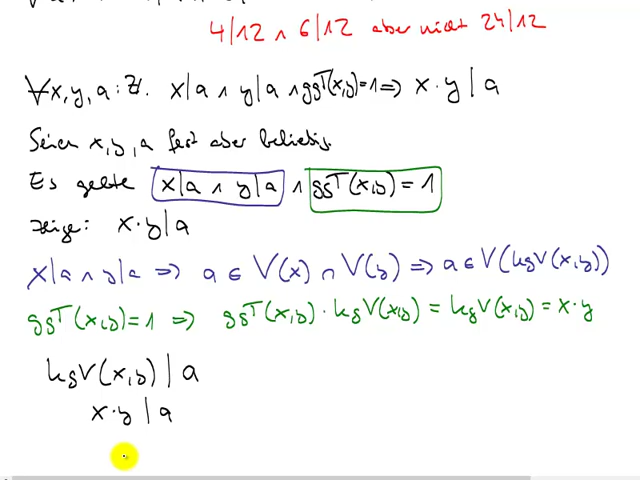 4/12 ∧ 6/12 aber nicht 24/12
∀x,y,a: x|a ∧ y|a ∧ ggT(x,y)=1 ⇒ x·y|a
Seien x,y,a fest aber beliebig.
Es gelte x|a ∧ y|a ∧ ggT(x,y) = 1
zeige: x·y|a
x|a ∧ y|a ⇒ a ∈ V(x) ∩ V(y) ⇒ a ∈ V(kgV(x,y))
ggT(x,y)=1 ⇒ ggT(x,y)·kgV(x,y) = kgV(x,y) = x·y
kgV(x,y) | a
x·y | a